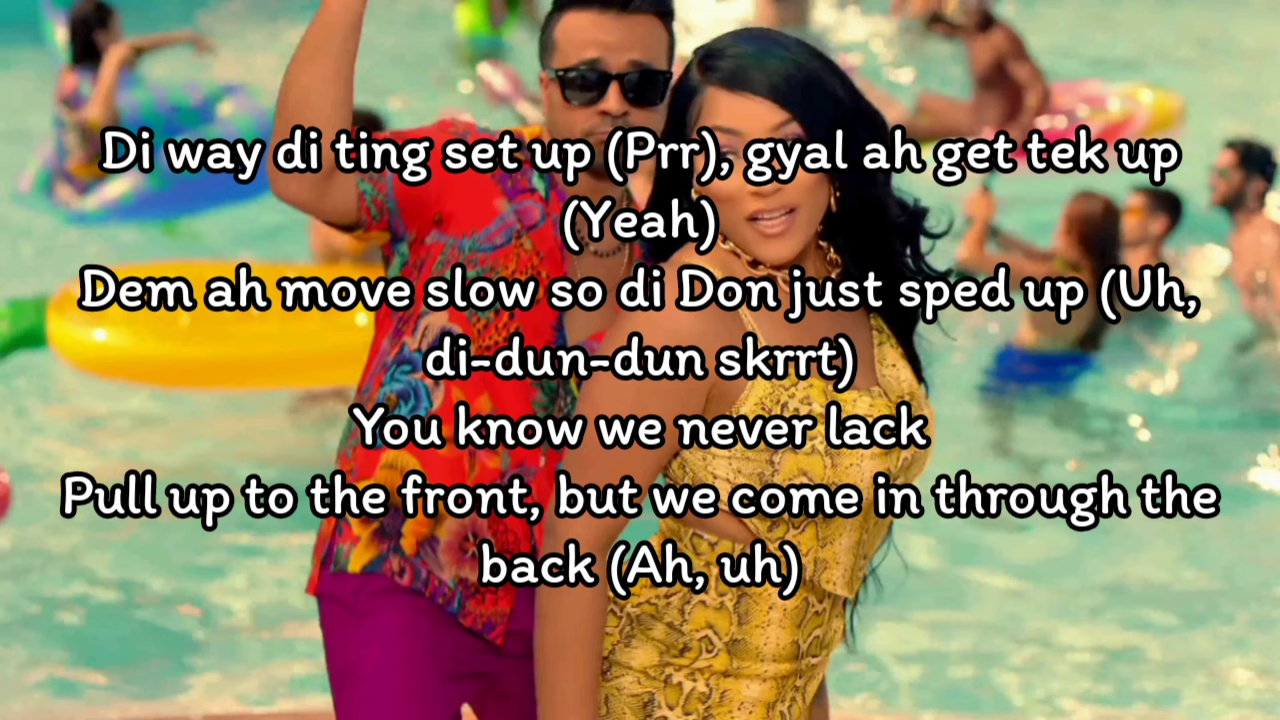 Di way di ting set up (Prr), gyal ah get tek up
(Yeah)
Dem ah move slow so di Don just sped up (Uh,
di-dun-dun skrrt)
You know we never lack
Pull up to the front, but we come in through the
back (Ah, uh)